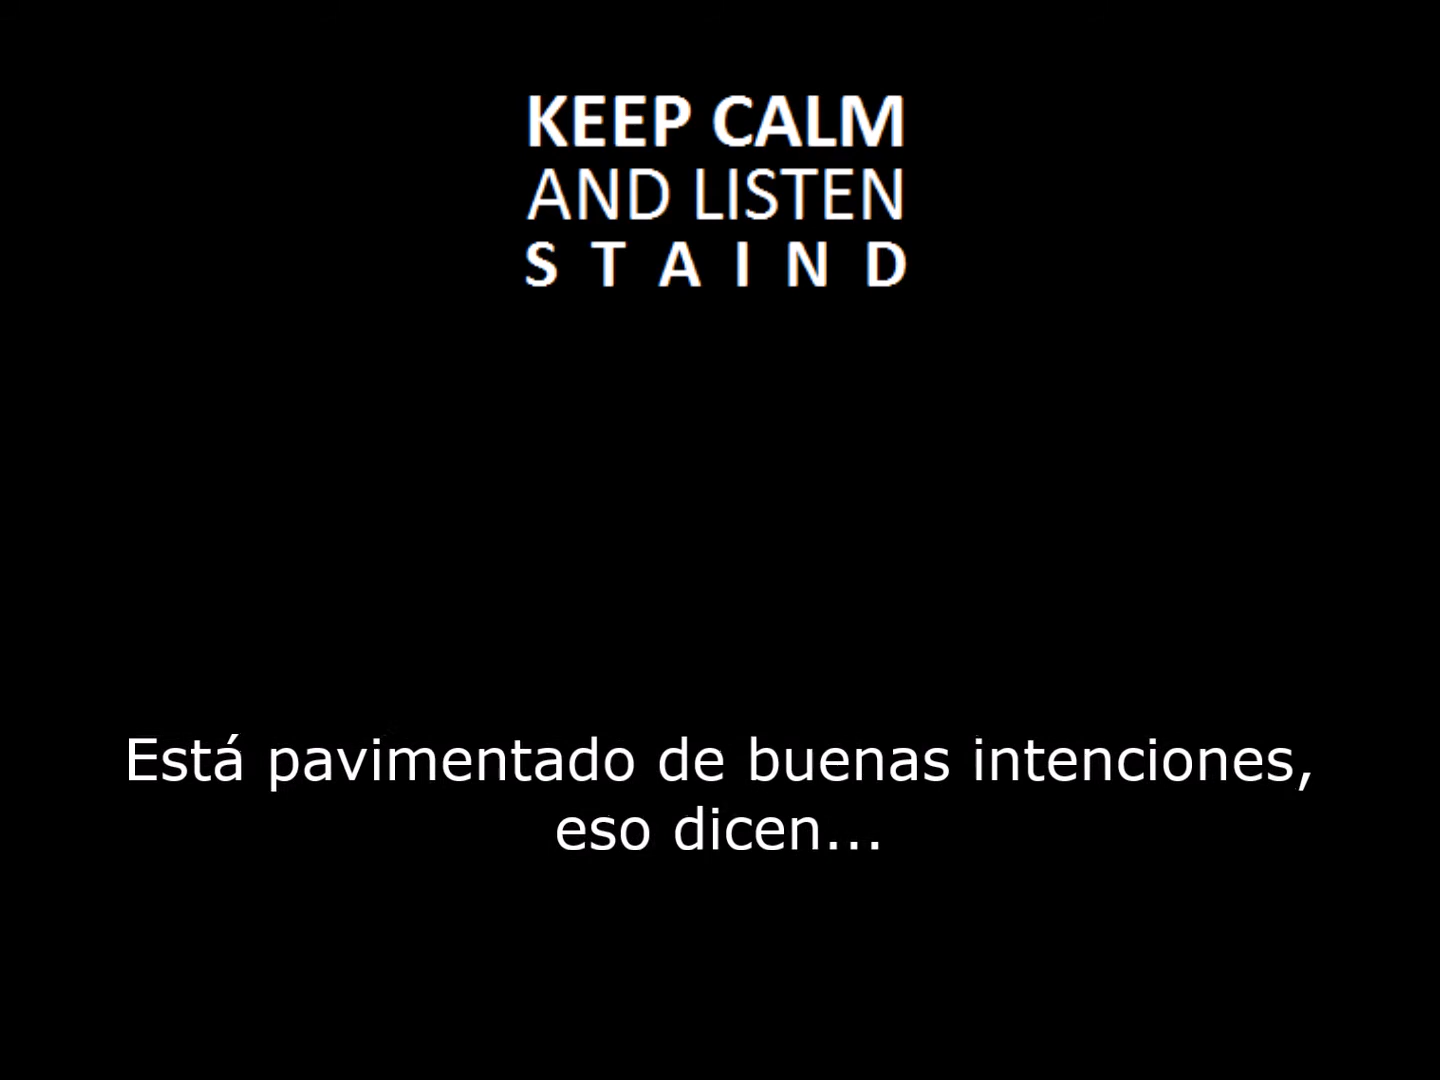 KEEP CALM
AND LISTEN
S T A I N D
Está pavimentado de buenas intenciones,
eso dicen...